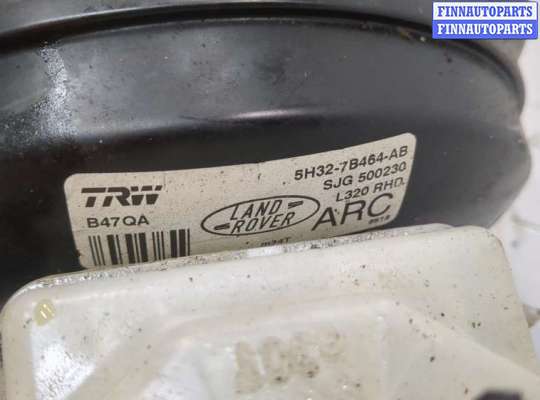 FINNAUTOPARTS
FINNAUTOPARTS
5H32-7B464-AB
SJG 500230
L320 RHD.
TRW
B47QA
LAND
ROVER
ARC